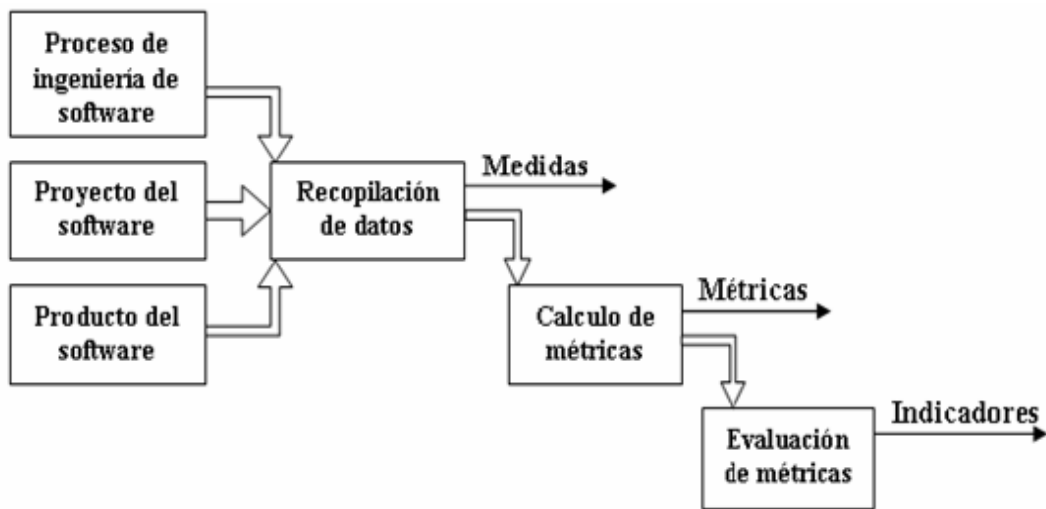 Proceso de
ingeniería de
software
Proyecto del
software
Producto del
software
Recopilación
de datos
Medidas
Calculo de
métricas
Métricas
Evaluación
de métricas
Indicadores